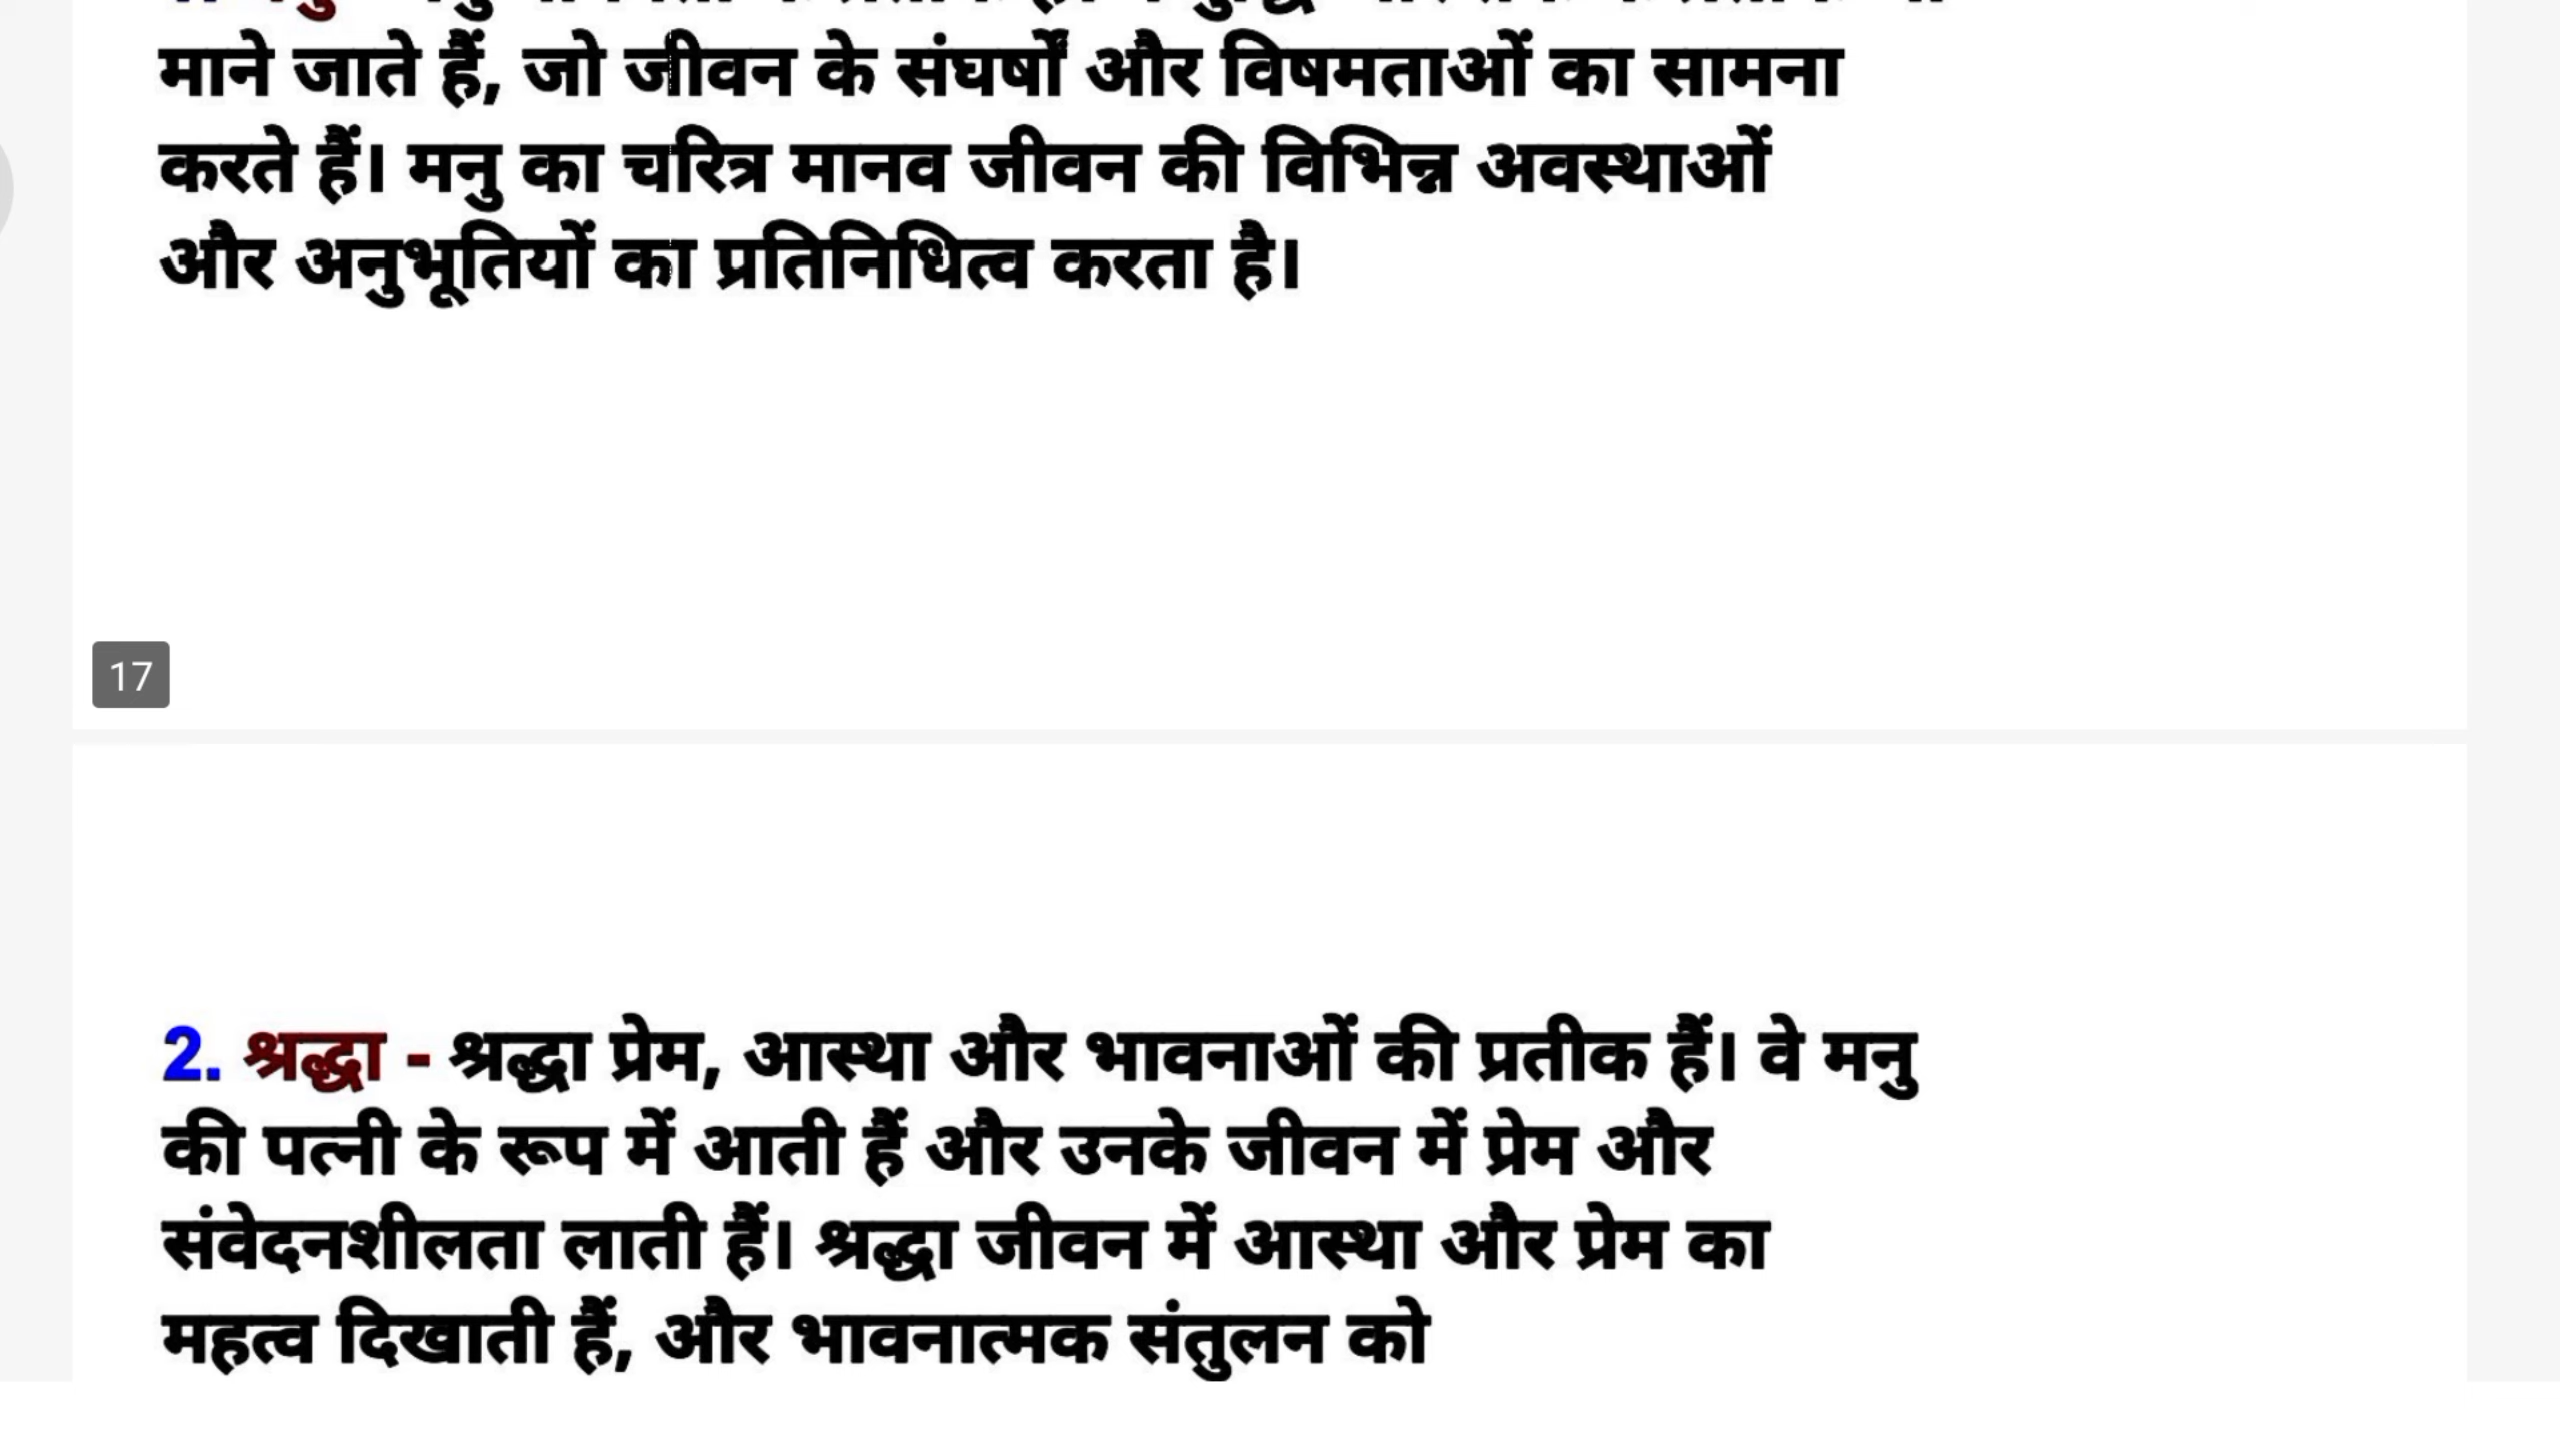 माने जाते हैं, जो जीवन के संघर्षों और विषमताओं का सामना
करते हैं। मनु का चरित्र मानव जीवन की विभिन्न अवस्थाओं
और अनुभूतियों का प्रतिनिधित्व करता है।
17
2. श्रद्धा - श्रद्धा प्रेम, आस्था और भावनाओं की प्रतीक हैं। वे मनु
की पत्नी के रूप में आती हैं और उनके जीवन में प्रेम और
संवेदनशीलता लाती हैं। श्रद्धा जीवन में आस्था और प्रेम का
महत्व दिखाती हैं, और भावनात्मक संतुलन को